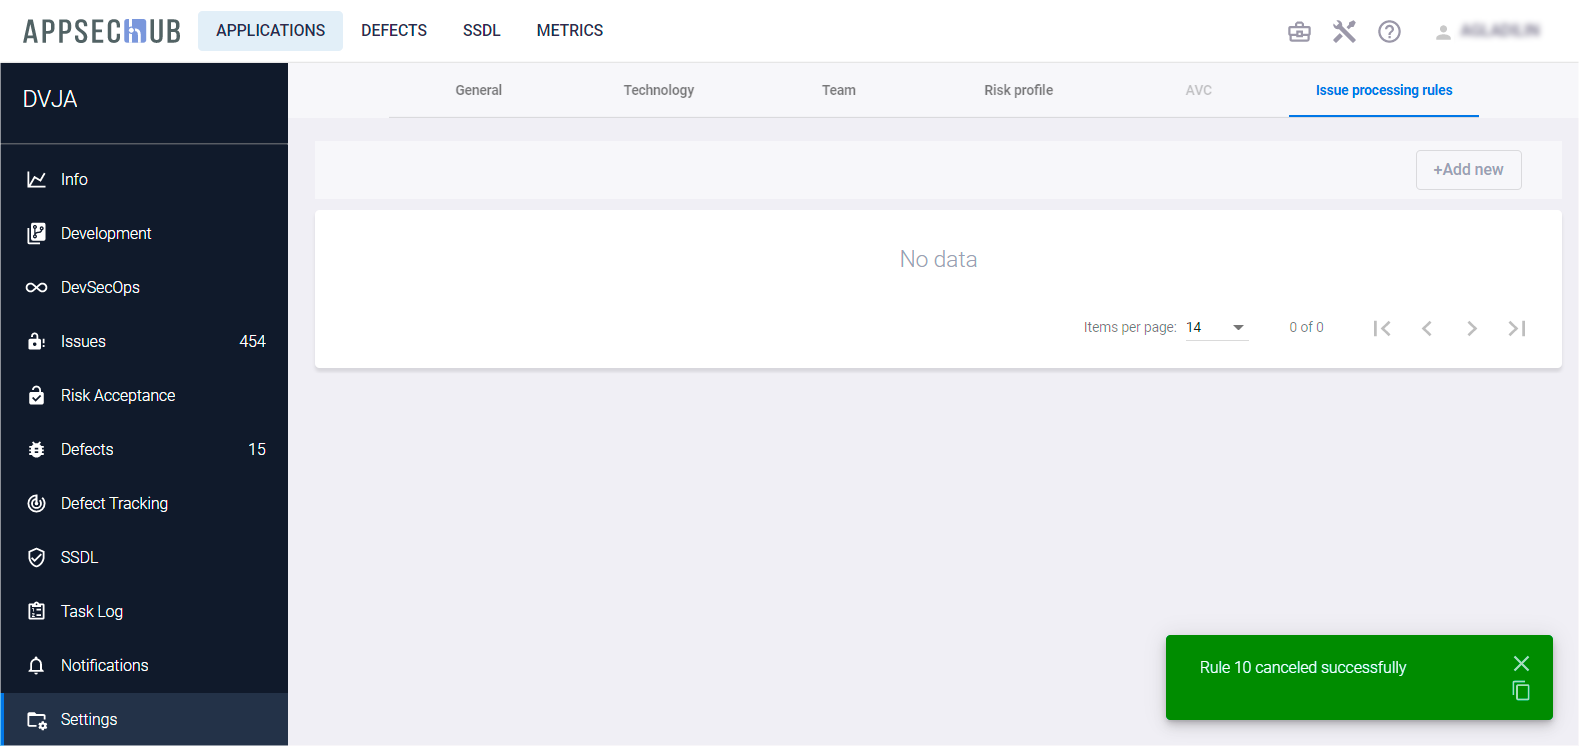 APPSECHUB
APPLICATIONS
DEFECTS
SSDL
METRICS
DVJA
Info
Development
DevSecOps
Issues 454
Risk Acceptance
Defects 15
Defect Tracking
SSDL
Task Log
Notifications
Settings
General
Technology
Team
Risk profile
AVC
Issue processing rules
+Add new
No data
Items per page: 14
0 of 0
Rule 10 canceled successfully